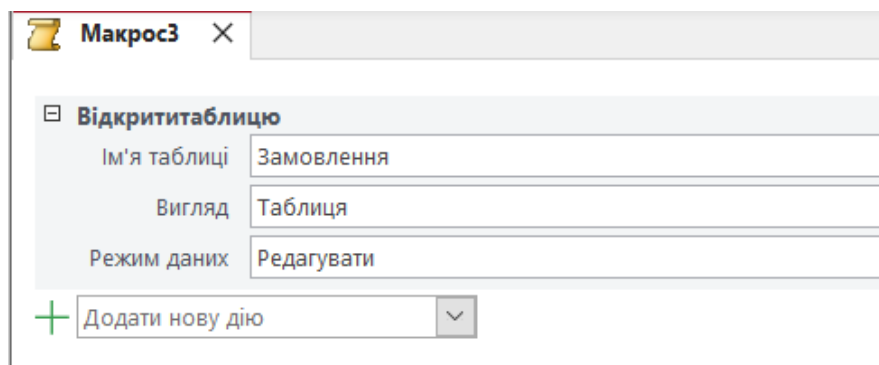 Макрос3
Відкрититаблицю
Ім'я таблиці Замовлення
Вигляд Таблиця
Режим даних Редагувати
Додати нову дію